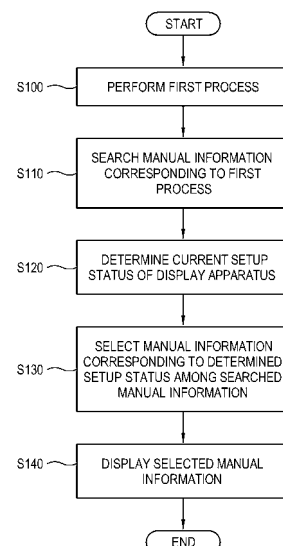 START
S100
PERFORM FIRST PROCESS
S110
SEARCH MANUAL INFORMATION
CORRESPONDING TO FIRST
PROCESS
S120
DETERMINE CURRENT SETUP
STATUS OF DISPLAY APPARATUS
S130
SELECT MANUAL INFORMATION
CORRESPONDING TO DETERMINED
SETUP STATUS AMONG SEARCHED
MANUAL INFORMATION
S140
DISPLAY SELECTED MANUAL
INFORMATION
END